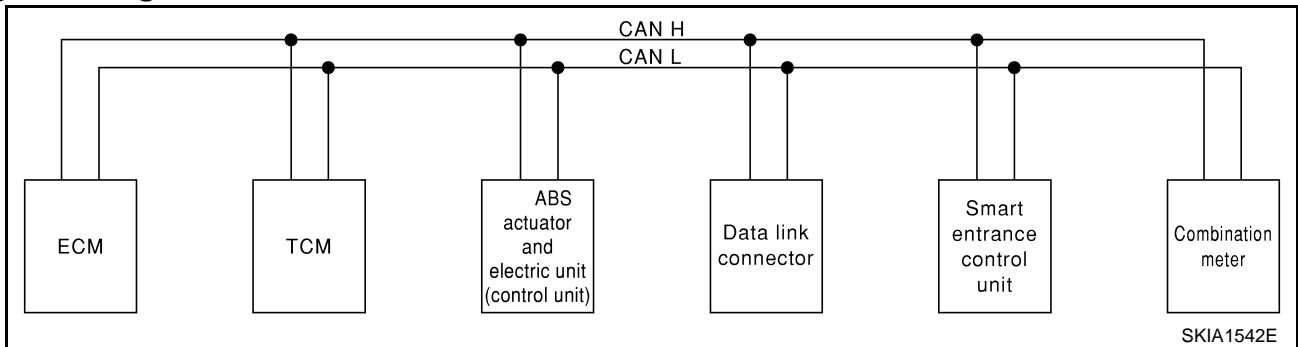 CAN H
CAN L
ECM
TCM
ABS
actuator
and
electric unit
(control unit)
Data link
connector
Smart
entrance
control
unit
Combination
meter
SKIA1542E